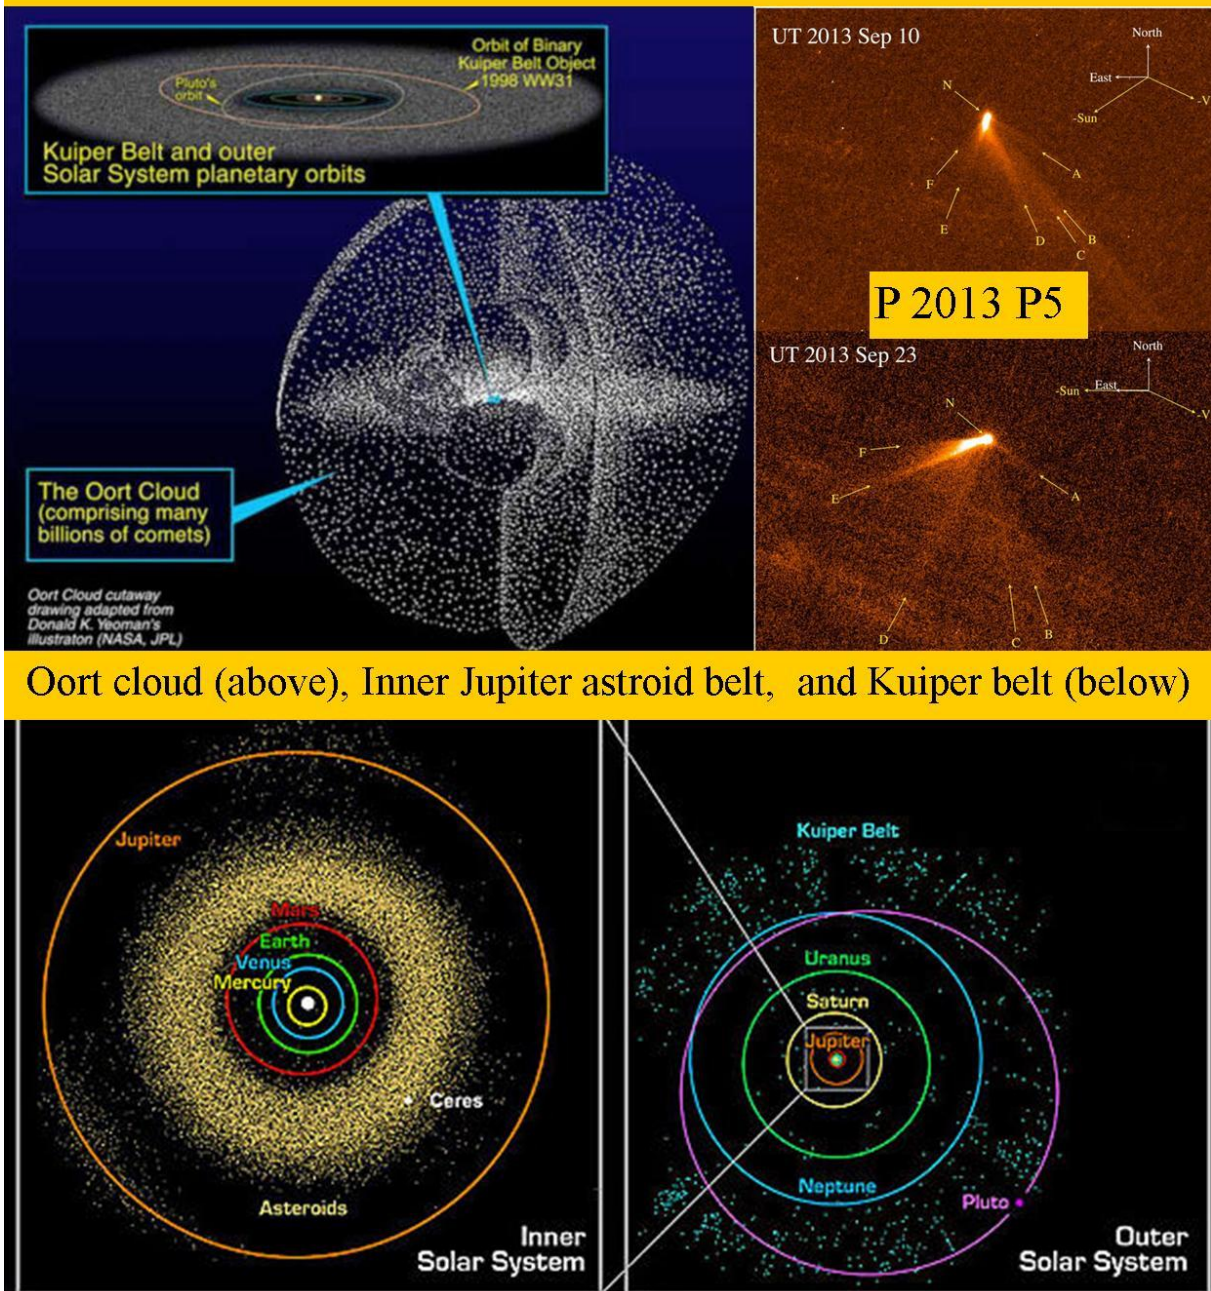 Orbit of Binary
Kuiper Belt Object
1998 WW31
Pluto's
orbit
Kuiper Belt and outer
Solar System planetary orbits
The Oort Cloud
(comprising many
billions of comets)
Oort Cloud cutaway
drawing adapted from
Donald K. Yeoman's
illustraton (NASA, JPL)
UT 2013 Sep 10
North
East
-Sun
-V
N
A
F
E
D
B
C
P 2013 P5
UT 2013 Sep 23
North
-Sun
East
-V
N
F
E
A
D
C
B
Oort cloud (above), Inner Jupiter astroid belt, and Kuiper belt (below)
Jupiter
Mars
Earth
Venus
Mercury
Ceres
Asteroids
Inner
Solar System
Kuiper Belt
Uranus
Saturn
Jupiter
Neptune
Pluto
Outer
Solar System